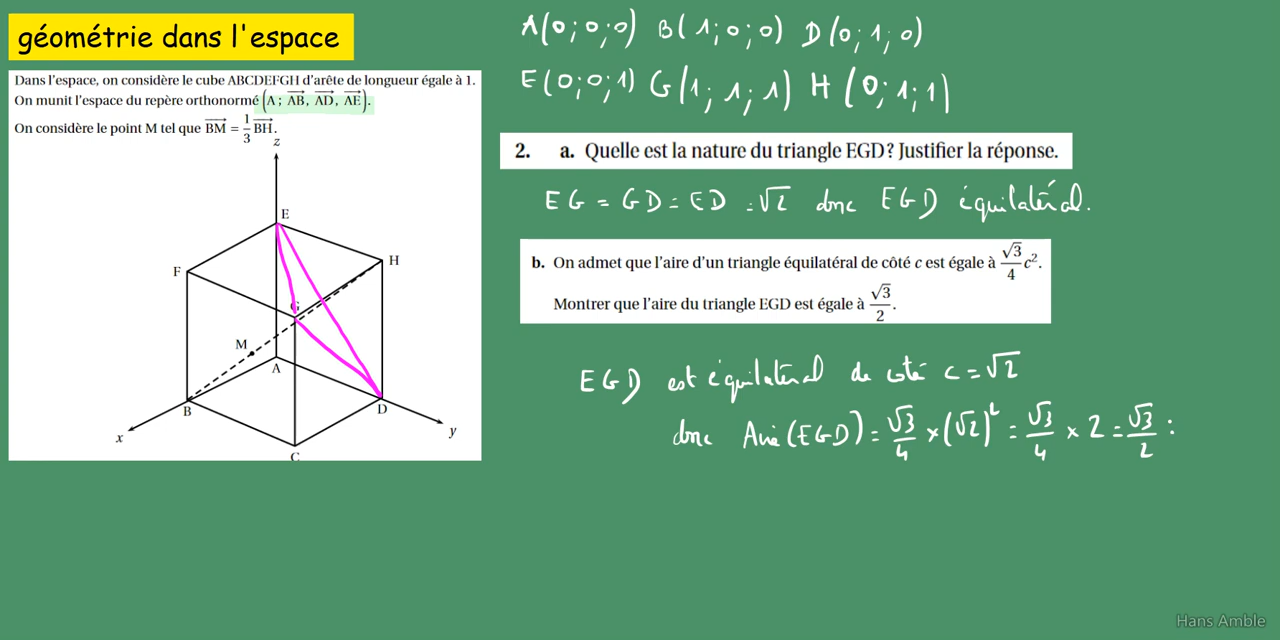 géométrie dans l'espace
Dans l'espace, on considère le cube ABCDEFGH d'arête de longueur égale à 1.
On munit l'espace du repère orthonormé (A ; AB⃗, AD⃗, AE⃗).
On considère le point M tel que BM⃗ = 1/3 BH⃗.
z
E
F
H
G
M
A
B
D
x
y
C
A(0;0;0) B(1;0;0) D(0;1;0)
E(0;0;1) G(1;1;1) H(0;1;1)
2. a. Quelle est la nature du triangle EGD ? Justifier la réponse.
EG = GD = ED = √2 donc EGD équilatéral.
b. On admet que l'aire d'un triangle équilatéral de côté c est égale à √3/4 c².
Montrer que l'aire du triangle EGD est égale à √3/2.
EGD est équilatéral de coté c = √2
donc Aire(EGD) = √3/4 × (√2)² = √3/4 × 2 = √3/2 :
Hans Amble